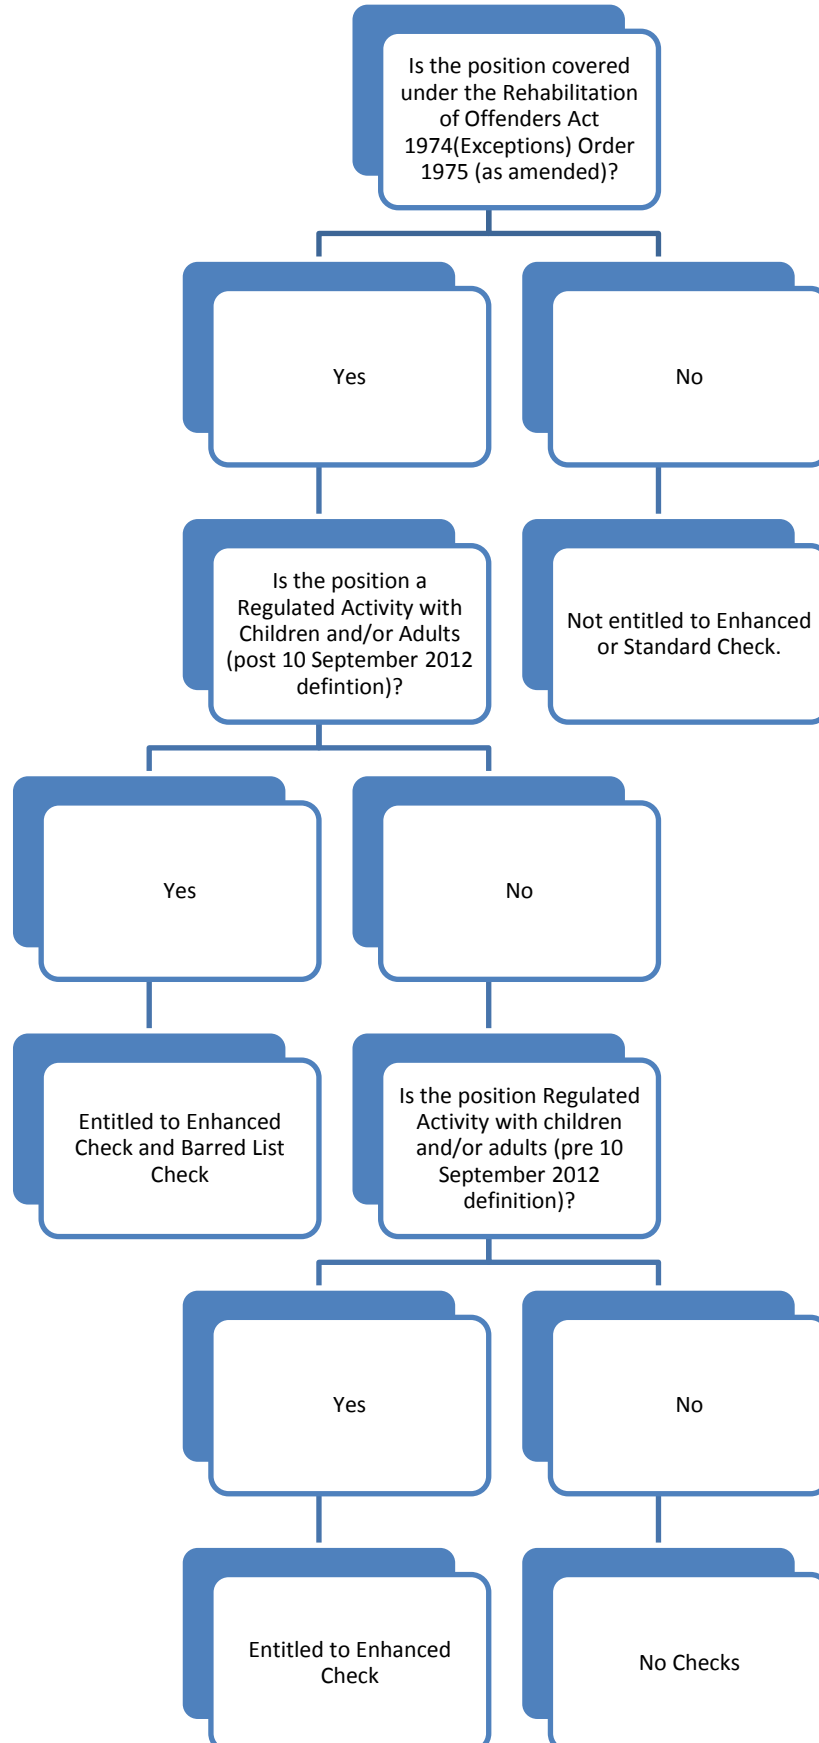 Is the position covered
under the Rehabilitation
of Offenders Act
1974(Exceptions) Order
1975 (as amended)?
Yes
No
Is the position a
Regulated Activity with
Children and/or Adults
(post 10 September 2012
defintion)?
Not entitled to Enhanced
or Standard Check.
Yes
No
Entitled to Enhanced
Check and Barred List
Check
Is the position Regulated
Activity with children
and/or adults (pre 10
September 2012
definition)?
Yes
No
Entitled to Enhanced
Check
No Checks